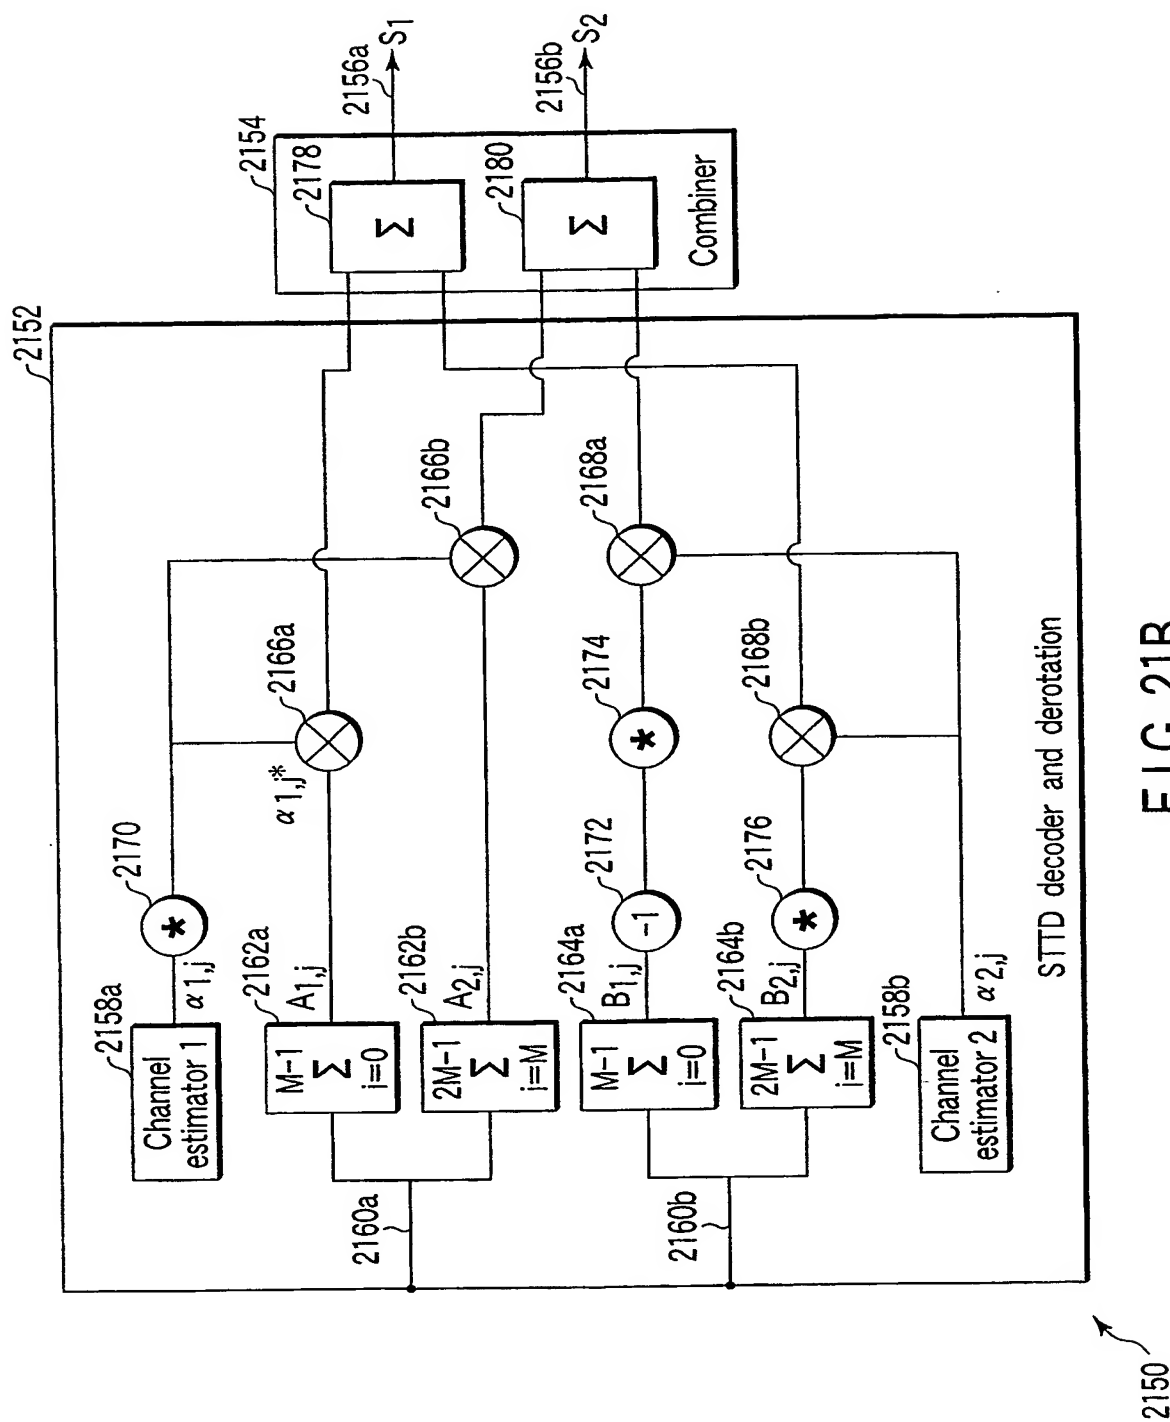 2150
2152
2158a
Channel
estimator 1
α1,j
2170
*
2162a
M-1
Σ
i=0
A1,j
α1,j*
2166a
2160a
2162b
2M-1
Σ
i=M
A2,j
2166b
2164a
M-1
Σ
i=0
B1,j
2172
-1
2174
*
2168a
2160b
2164b
2M-1
Σ
i=M
B2,j
2176
*
2168b
2158b
Channel
estimator 2
α2,j
STTD decoder and derotation
2154
2178
Σ
2156a
S1
2180
Σ
2156b
S2
Combiner
FIG. 21B